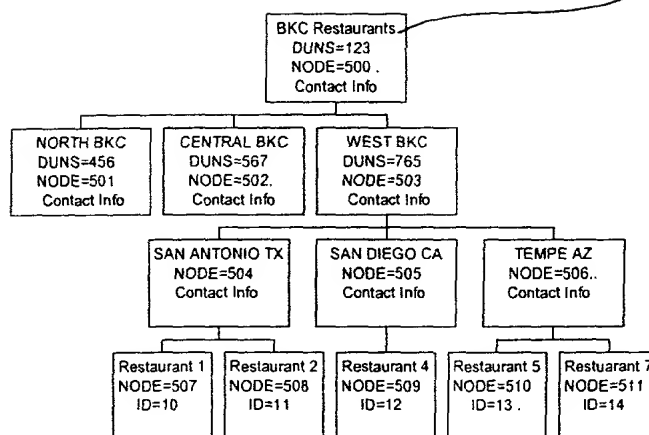 BKC Restaurants
DUNS=123
NODE=500 .
Contact Info
NORTH BKC
DUNS=456
NODE=501
Contact Info
CENTRAL BKC
DUNS=567
NODE=502.
Contact Info
WEST BKC
DUNS=765
NODE=503
Contact Info
SAN ANTONIO TX
NODE=504
Contact Info
SAN DIEGO CA
NODE=505
Contact Info
TEMPE AZ
NODE=506..
Contact Info
Restaurant 1
NODE=507
ID=10
Restaurant 2
NODE=508
ID=11
Restaurant 4
NODE=509
ID=12
Restaurant 5
NODE=510
ID=13 .
Restuarant 7
NODE=511
ID=14